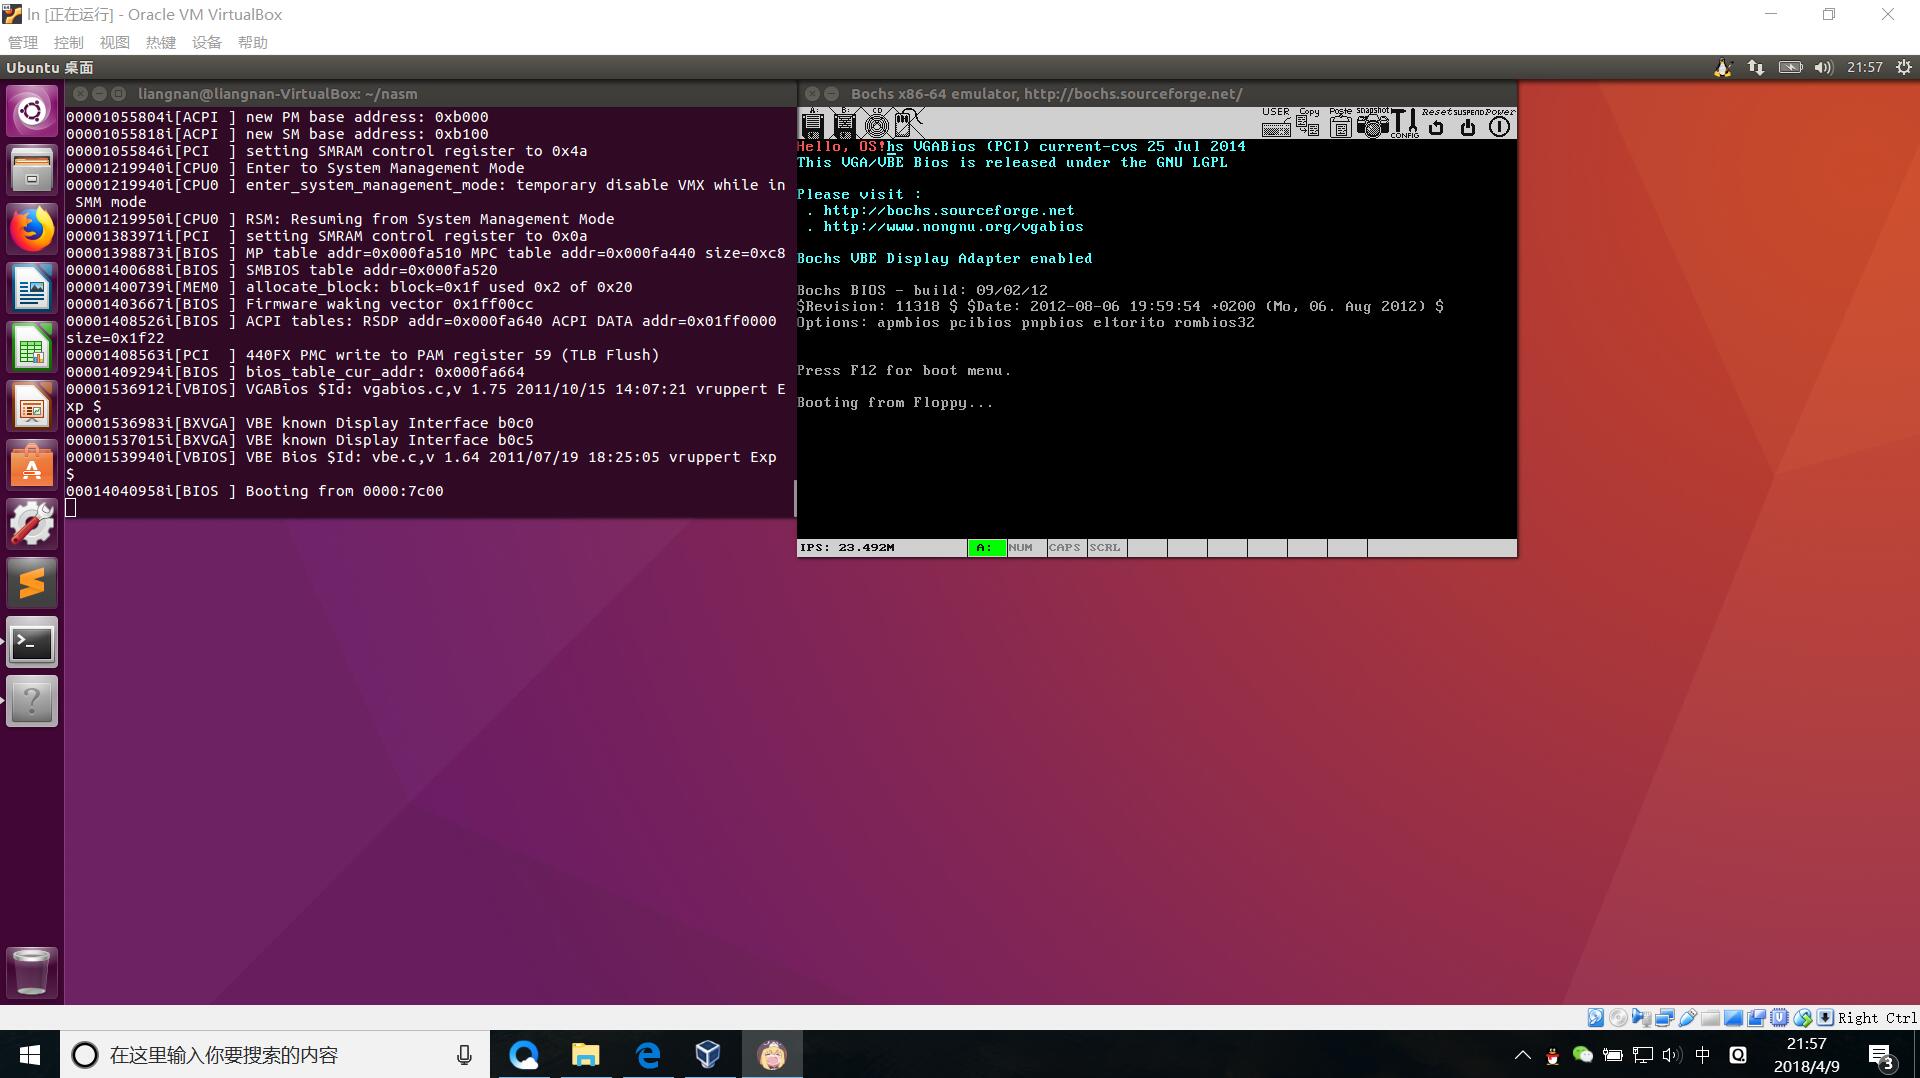 ln [正在运行] - Oracle VM VirtualBox
管理 控制 视图 热键 设备 帮助
Ubuntu 桌面
21:57
liangnan@liangnan-VirtualBox: ~/nasm
00001055804i[ACPI  ] new PM base address: 0xb000
00001055818i[ACPI  ] new SM base address: 0xb100
00001055846i[PCI   ] setting SMRAM control register to 0x4a
00001219940i[CPU0  ] Enter to System Management Mode
00001219940i[CPU0  ] enter_system_management_mode: temporary disable VMX while in
 SMM mode
00001219950i[CPU0  ] RSM: Resuming from System Management Mode
00001383971i[PCI   ] setting SMRAM control register to 0x0a
00001398873i[BIOS  ] MP table addr=0x000fa510 MPC table addr=0x000fa440 size=0xc8
00001400688i[BIOS  ] SMBIOS table addr=0x000fa520
00001400739i[MEM0  ] allocate_block: block=0x1f used 0x2 of 0x20
00001403667i[BIOS  ] Firmware waking vector 0x1ff00cc
00001408526i[BIOS  ] ACPI tables: RSDP addr=0x000fa640 ACPI DATA addr=0x01ff0000
size=0x1f22
00001408563i[PCI   ] 440FX PMC write to PAM register 59 (TLB Flush)
00001409294i[BIOS  ] bios_table_cur_addr: 0x000fa664
00001536912i[VBIOS] VGABios $Id: vgabios.c,v 1.75 2011/10/15 14:07:21 vruppert E
xp $
00001536983i[BXVGA] VBE known Display Interface b0c0
00001537015i[BXVGA] VBE known Display Interface b0c5
00001539940i[VBIOS] VBE Bios $Id: vbe.c,v 1.64 2011/07/19 18:25:05 vruppert Exp
$
00014040958i[BIOS  ] Booting from 0000:7c00
Bochs x86-64 emulator, http://bochs.sourceforge.net/
A: B: CD USER Copy Paste snapshot CONFIG Reset SUSPEND Power
Hello, OS!hs VGABios (PCI) current-cvs 25 Jul 2014
This VGA/VBE Bios is released under the GNU LGPL
Please visit :
 . http://bochs.sourceforge.net
 . http://www.nongnu.org/vgabios
Bochs VBE Display Adapter enabled
Bochs BIOS - build: 09/02/12
$Revision: 11318 $ $Date: 2012-08-06 19:59:54 +0200 (Mo, 06. Aug 2012) $
Options: apmbios pcibios pnpbios eltorito rombios32
Press F12 for boot menu.
Booting from Floppy...
IPS: 23.492M A: NUM CAPS SCRL
Right Ctrl
在这里输入你要搜索的内容
中
21:57
2018/4/9
3